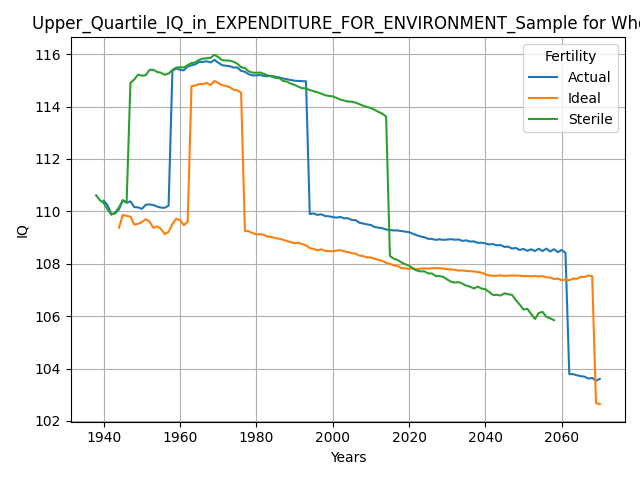 Upper_Quartile_IQ_in_EXPENDITURE_FOR_ENVIRONMENT_Sample for
Fertility
Actual
Ideal
Sterile
IQ
116
114
112
110
108
106
104
102
1940
1960
1980
2000
2020
2040
2060
Years